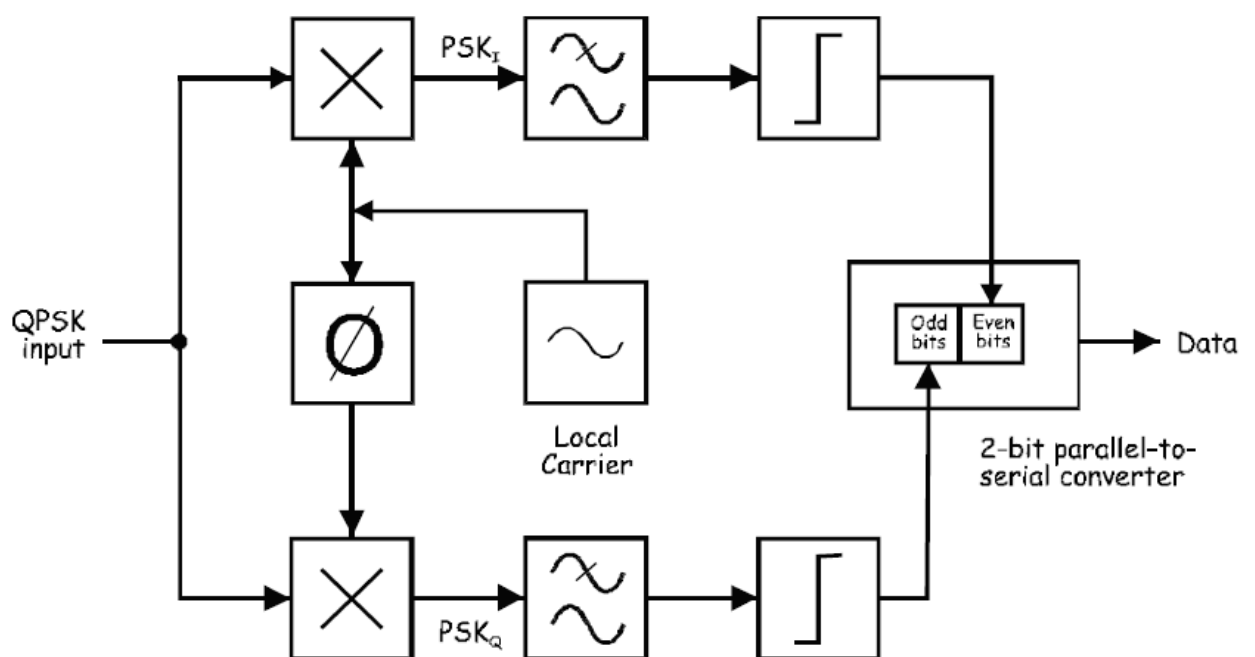 PSK_I
QPSK
input
Local
Carrier
Odd
bits
Even
bits
Data
2-bit parallel-to-
serial converter
PSK_Q